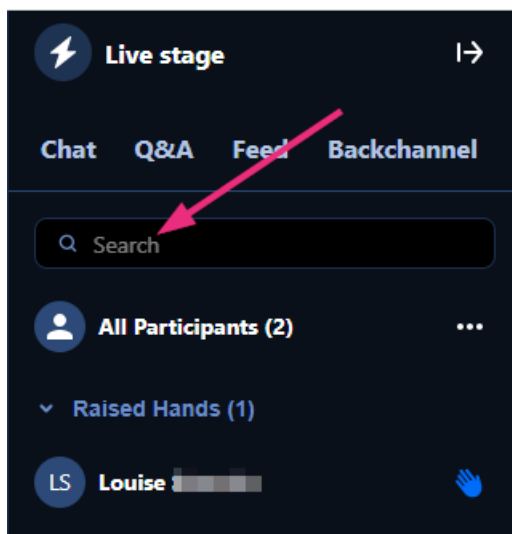 Live stage
Chat Q&A Feed Backchannel
Search
All Participants (2)
Raised Hands (1)
LS Louise